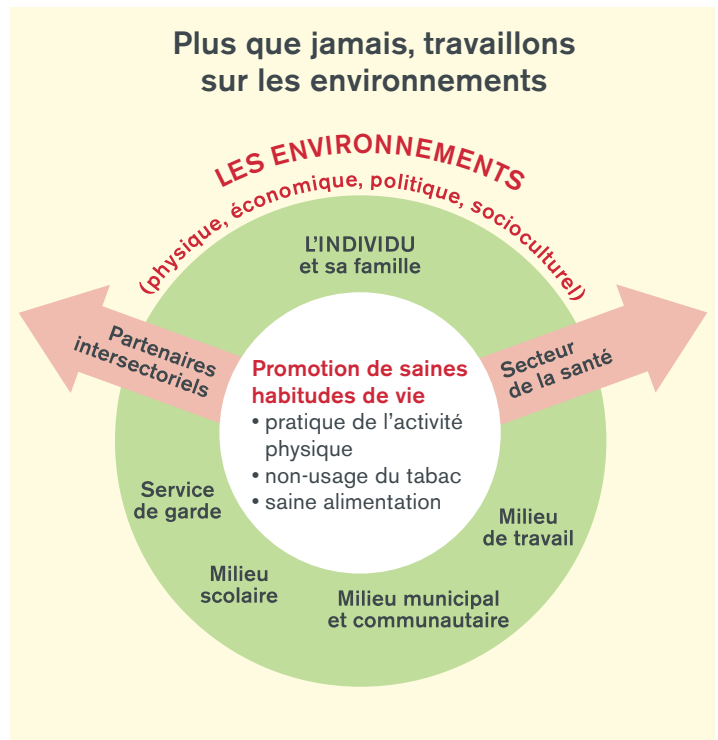 Plus que jamais, travaillons
sur les environnements
LES ENVIRONNEMENTS
(physique, économique, politique, socioculturel)
L'INDIVIDU
et sa famille
Partenaires
intersectoriels
Secteur
de la santé
Promotion de saines
habitudes de vie
• pratique de l'activité
physique
• non-usage du tabac
• saine alimentation
Service
de garde
Milieu
de travail
Milieu
scolaire
Milieu municipal
et communautaire